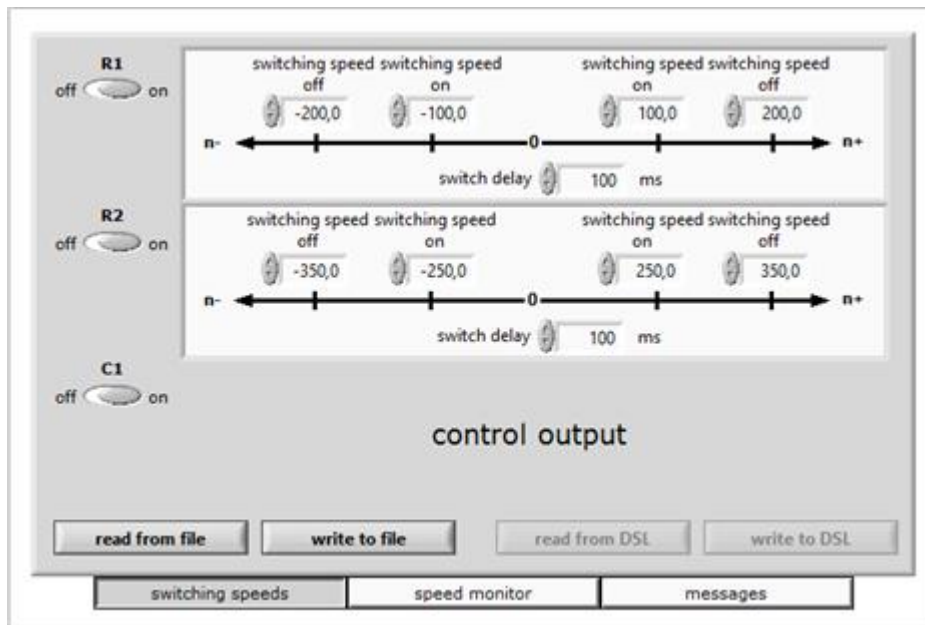 R1
off on
switching speed switching speed switching speed switching speed
off on on off
-200,0 -100,0 100,0 200,0
n- 0 n+
switch delay 100 ms
R2
off on
switching speed switching speed switching speed switching speed
off on on off
-350,0 -250,0 250,0 350,0
n- 0 n+
switch delay 100 ms
C1
off on
control output
read from file write to file read from DSL write to DSL
switching speeds speed monitor messages